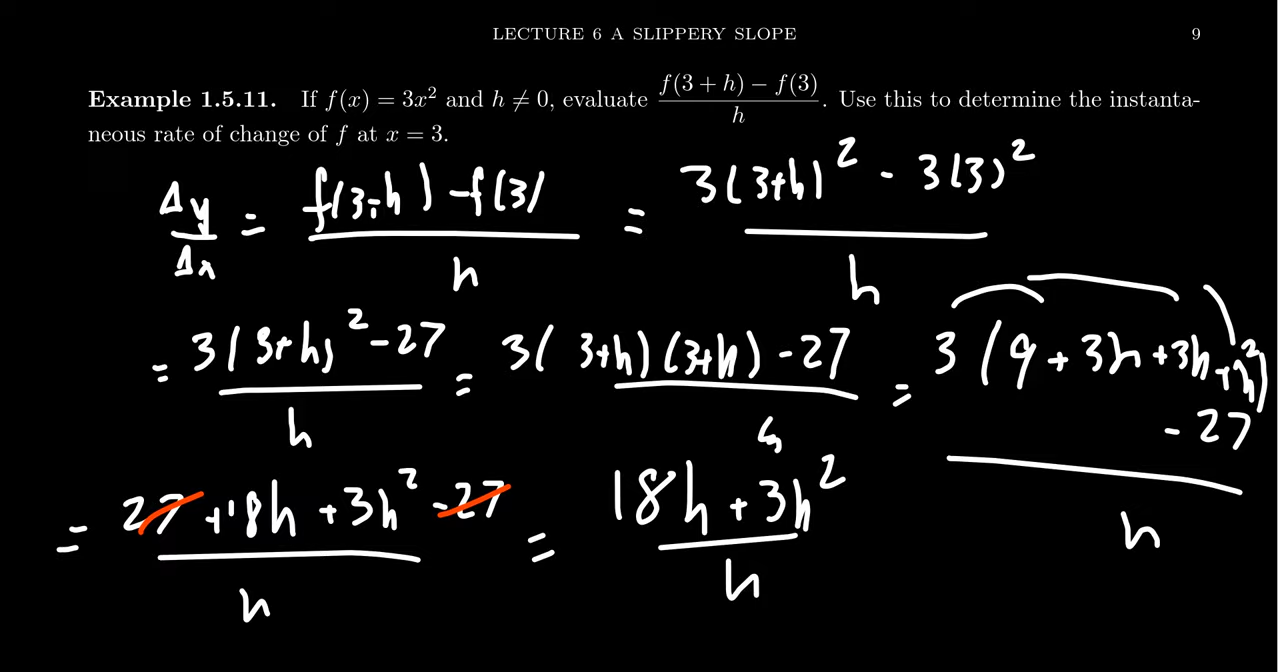 LECTURE 6 A SLIPPERY SLOPE 9
Example 1.5.11. If f(x) = 3x² and h ≠ 0, evaluate (f(3 + h) − f(3))/h. Use this to determine the instanta-
neous rate of change of f at x = 3.
Δy/Δx = (f(3+h) - f(3))/h = (3(3+h)² - 3(3)²)/h
= (3(3+h)² - 27)/h = (3(3+h)(3+h) - 27)/h = (3(9 + 3h + 3h + h²) - 27)/h
= (27 + 18h + 3h² - 27)/h = (18h + 3h²)/h